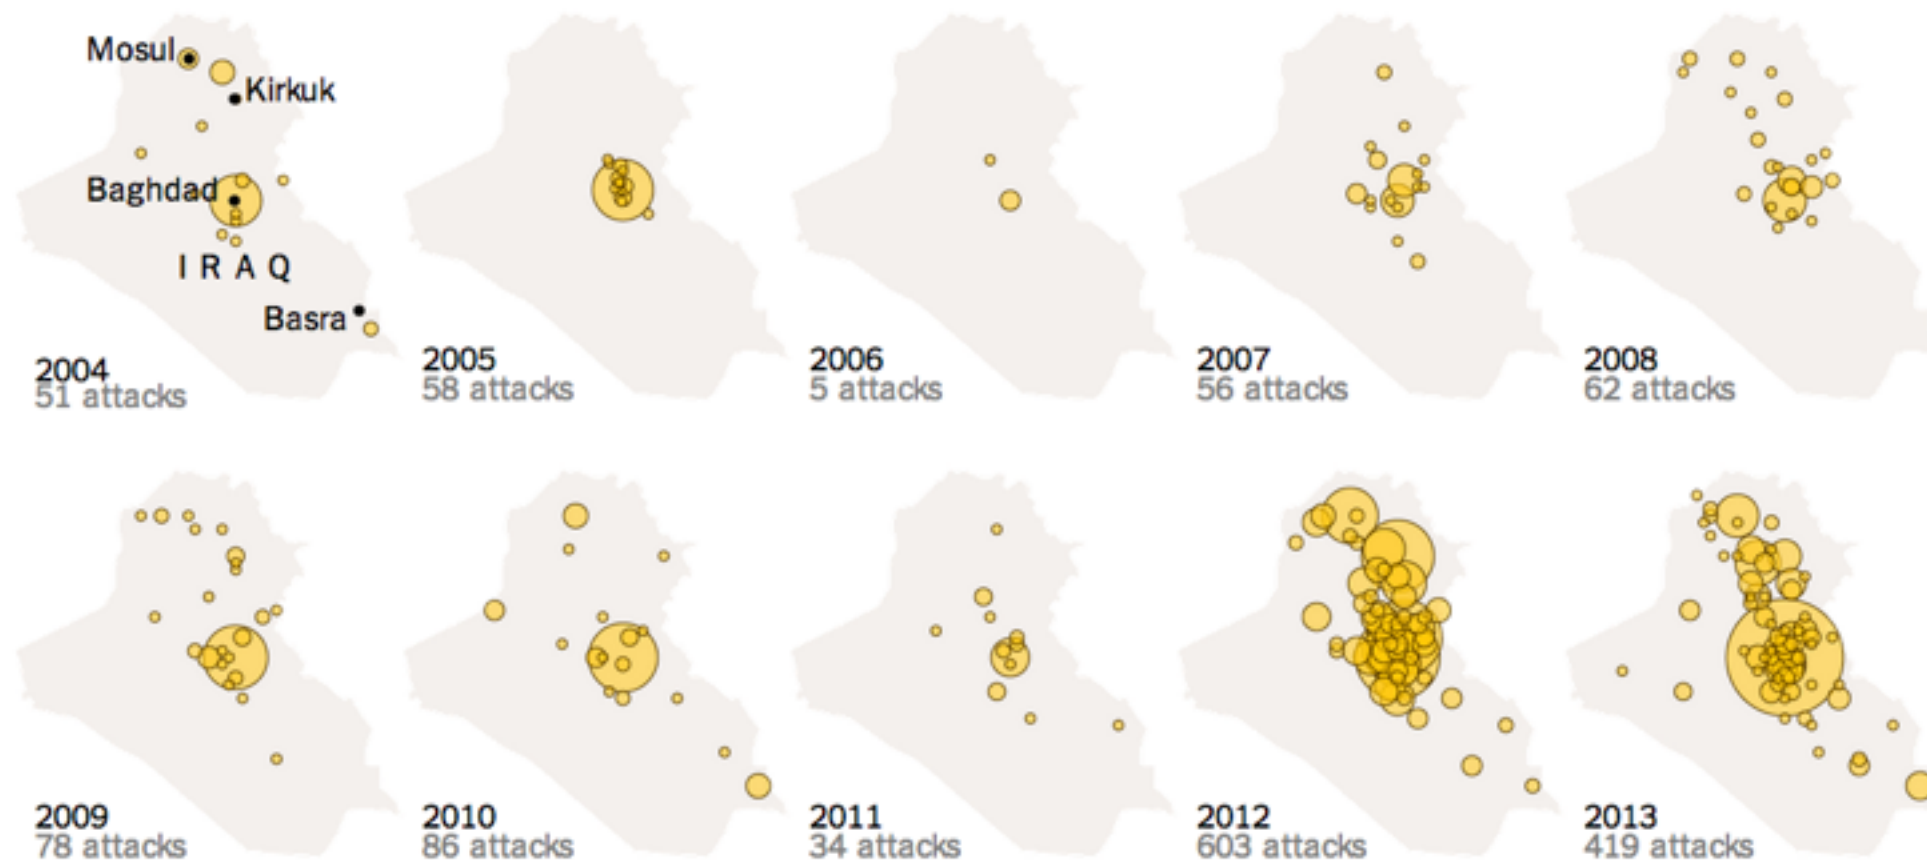 Mosul
Kirkuk
Baghdad
I R A Q
Basra
2004
51 attacks
2005
58 attacks
2006
5 attacks
2007
56 attacks
2008
62 attacks
2009
78 attacks
2010
86 attacks
2011
34 attacks
2012
603 attacks
2013
419 attacks